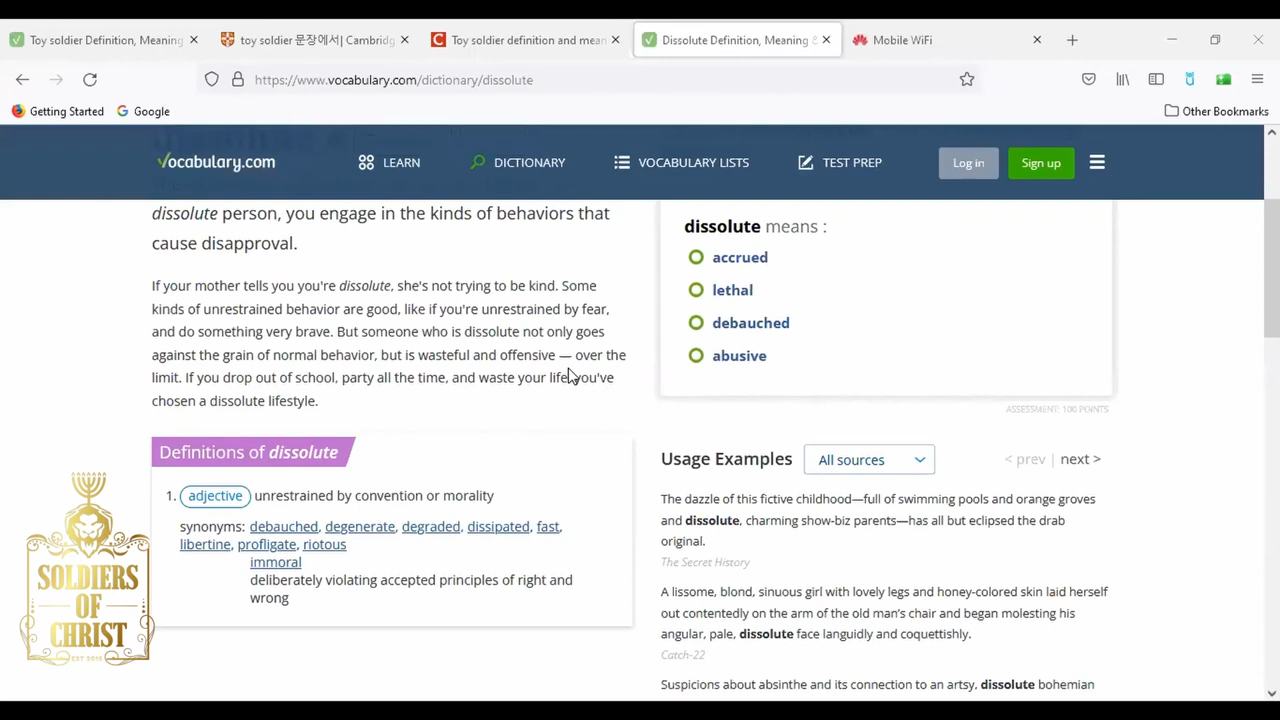 Toy soldier Definition, Meaning
toy soldier 문장에서| Cambridg
Toy soldier definition and mean
Dissolute Definition, Meaning &
Mobile WiFi
https://www.vocabulary.com/dictionary/dissolute
Getting Started
Google
Other Bookmarks
Vocabulary.com
LEARN
DICTIONARY
VOCABULARY LISTS
TEST PREP
Log in
Sign up
dissolute person, you engage in the kinds of behaviors that
cause disapproval.
If your mother tells you you're dissolute, she's not trying to be kind. Some
kinds of unrestrained behavior are good, like if you're unrestrained by fear,
and do something very brave. But someone who is dissolute not only goes
against the grain of normal behavior, but is wasteful and offensive — over the
limit. If you drop out of school, party all the time, and waste your life you've
chosen a dissolute lifestyle.
dissolute means :
accrued
lethal
debauched
abusive
ASSESSMENT: 100 POINTS
Definitions of dissolute
1. adjective unrestrained by convention or morality
synonyms: debauched, degenerate, degraded, dissipated, fast,
libertine, profligate, riotous
immoral
deliberately violating accepted principles of right and
wrong
Usage Examples
All sources
< prev | next >
The dazzle of this fictive childhood—full of swimming pools and orange groves
and dissolute, charming show-biz parents—has all but eclipsed the drab
original.
The Secret History
A lissome, blond, sinuous girl with lovely legs and honey-colored skin laid herself
out contentedly on the arm of the old man's chair and began molesting his
angular, pale, dissolute face languidly and coquettishly.
Catch-22
Suspicions about absinthe and its connection to an artsy, dissolute bohemian
SOLDIERS
OF
CHRIST
EST 2015